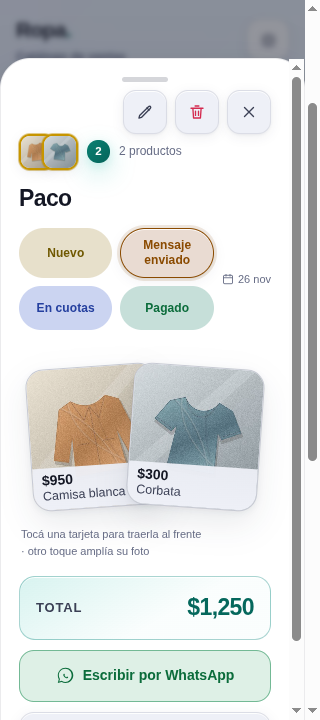 Ropa.
2
2 productos
Paco
Nuevo
Mensaje
enviado
26 nov
En cuotas
Pagado
$950
Camisa blanca
$300
Corbata
Tocá una tarjeta para traerla al frente
· otro toque amplía su foto
TOTAL
$1,250
Escribir por WhatsApp